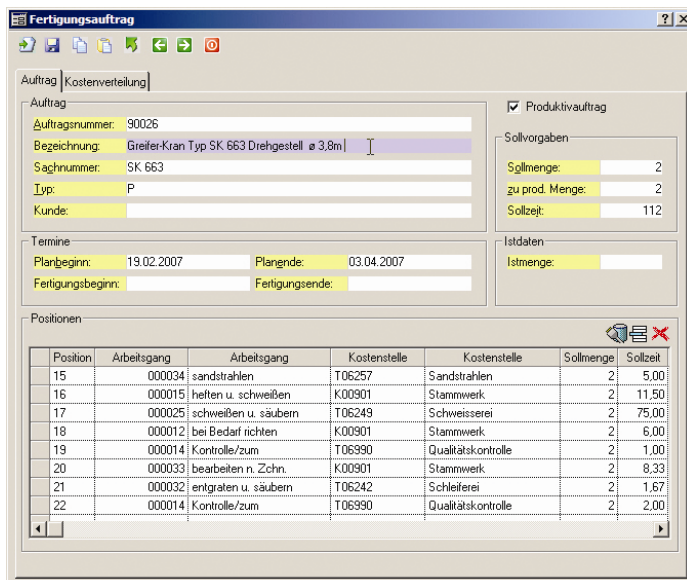 Fertigungsauftrag
Auftrag Kostenverteilung
Auftrag
Auftragsnummer: 90026
Bezeichnung: Greifer-Kran Typ SK 663 Drehgestell ø 3,8m
Sachnummer: SK 663
Typ: P
Kunde:
Produktivauftrag
Sollvorgaben
Sollmenge: 2
zu prod. Menge: 2
Sollzeit: 112
Termine
Planbeginn: 19.02.2007 Planende: 03.04.2007
Fertigungsbeginn: Fertigungsende:
Istdaten
Istmenge:
Positionen
Position Arbeitsgang Arbeitsgang Kostenstelle Kostenstelle Sollmenge Sollzeit
15 000034 sandstrahlen T06257 Sandstrahlen 2 5,00
16 000015 heften u. schweißen K00901 Stammwerk 2 11,50
17 000025 schweißen u. säubern T06249 Schweisserei 2 75,00
18 000012 bei Bedarf richten K00901 Stammwerk 2 6,00
19 000014 Kontrolle/zum T06990 Qualitätskontrolle 2 1,00
20 000033 bearbeiten n. Zchn. K00901 Stammwerk 2 8,33
21 000032 entgraten u. säubern T06242 Schleiferei 2 1,67
22 000014 Kontrolle/zum T06990 Qualitätskontrolle 2 2,00